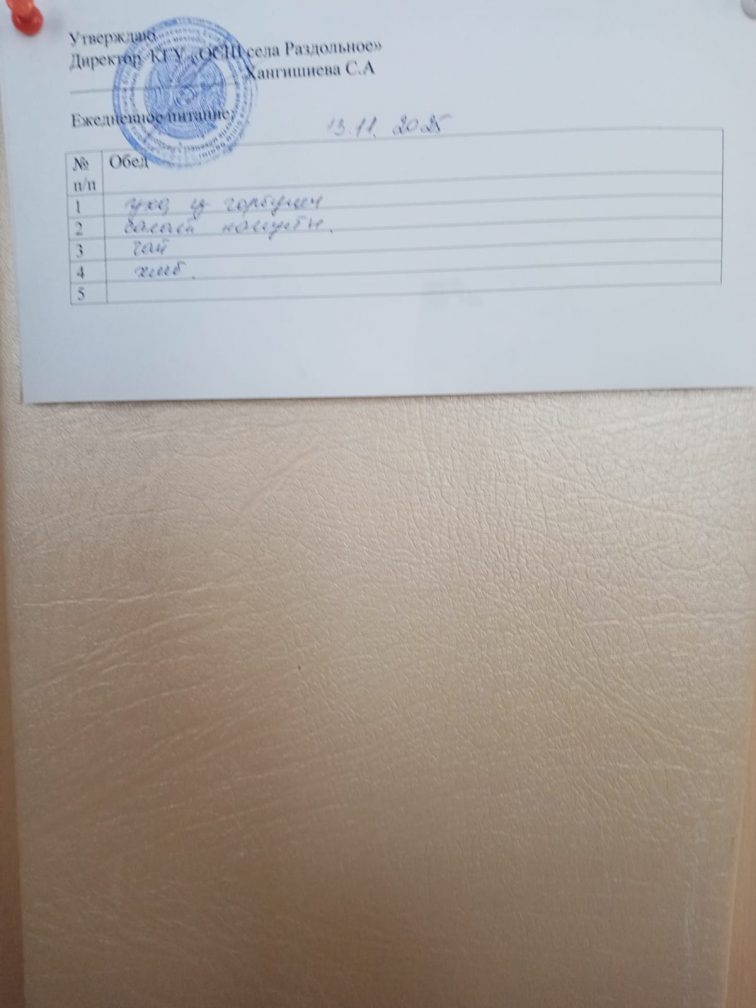 Утверждаю
Директор КГУ «ОСШ села Раздольное»
Хангишиева С.А
Ежедневное питание:
13.11. 2025
№ п/п Обед
1 уха из горбуши
2 салат
3 чай
4 хлеб.
5